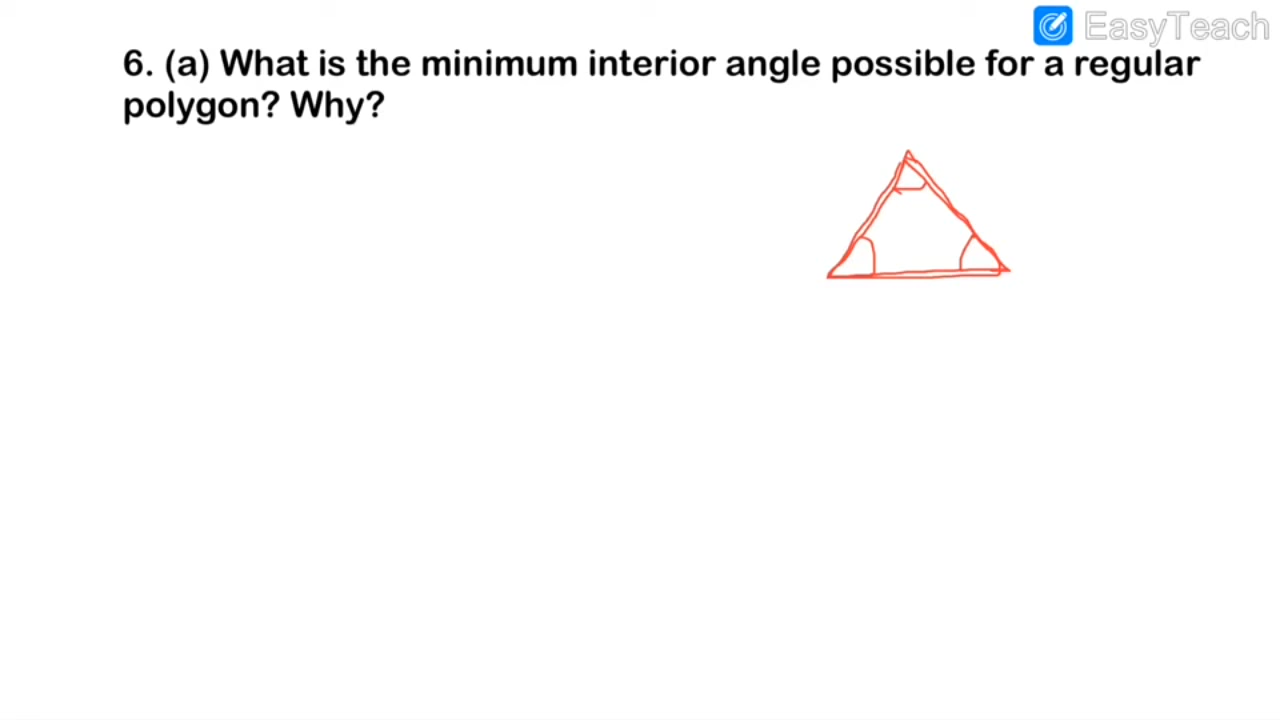 EasyTeach
6. (a) What is the minimum interior angle possible for a regular
polygon? Why?